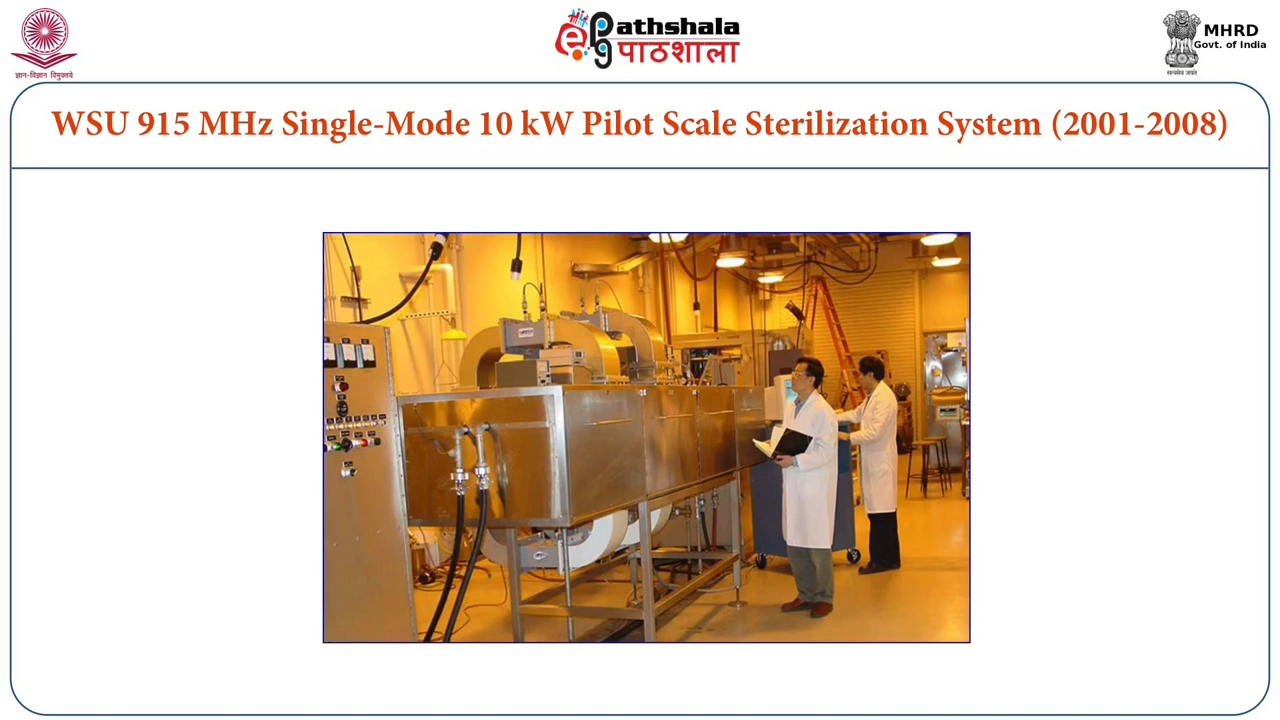 ज्ञान-विज्ञान विमुक्तये
ePathshala
पाठशाला
MHRD
Govt. of India
सत्यमेव जयते
WSU 915 MHz Single-Mode 10 kW Pilot Scale Sterilization System (2001-2008)